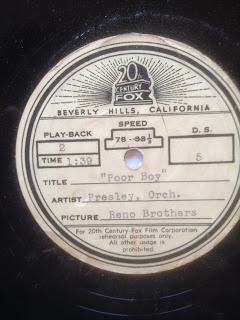 20th
CENTURY
FOX
BEVERLY HILLS, CALIFORNIA
SPEED
PLAY-BACK
78 - 33⅓
D. S.
2
5
TIME 1:39
TITLE "Poor Boy"
ARTIST Presley, Orch.
PICTURE Reno Brothers
For 20th Century-Fox Film Corporation
rehearsal purposes only.
All other usage is
prohibited.